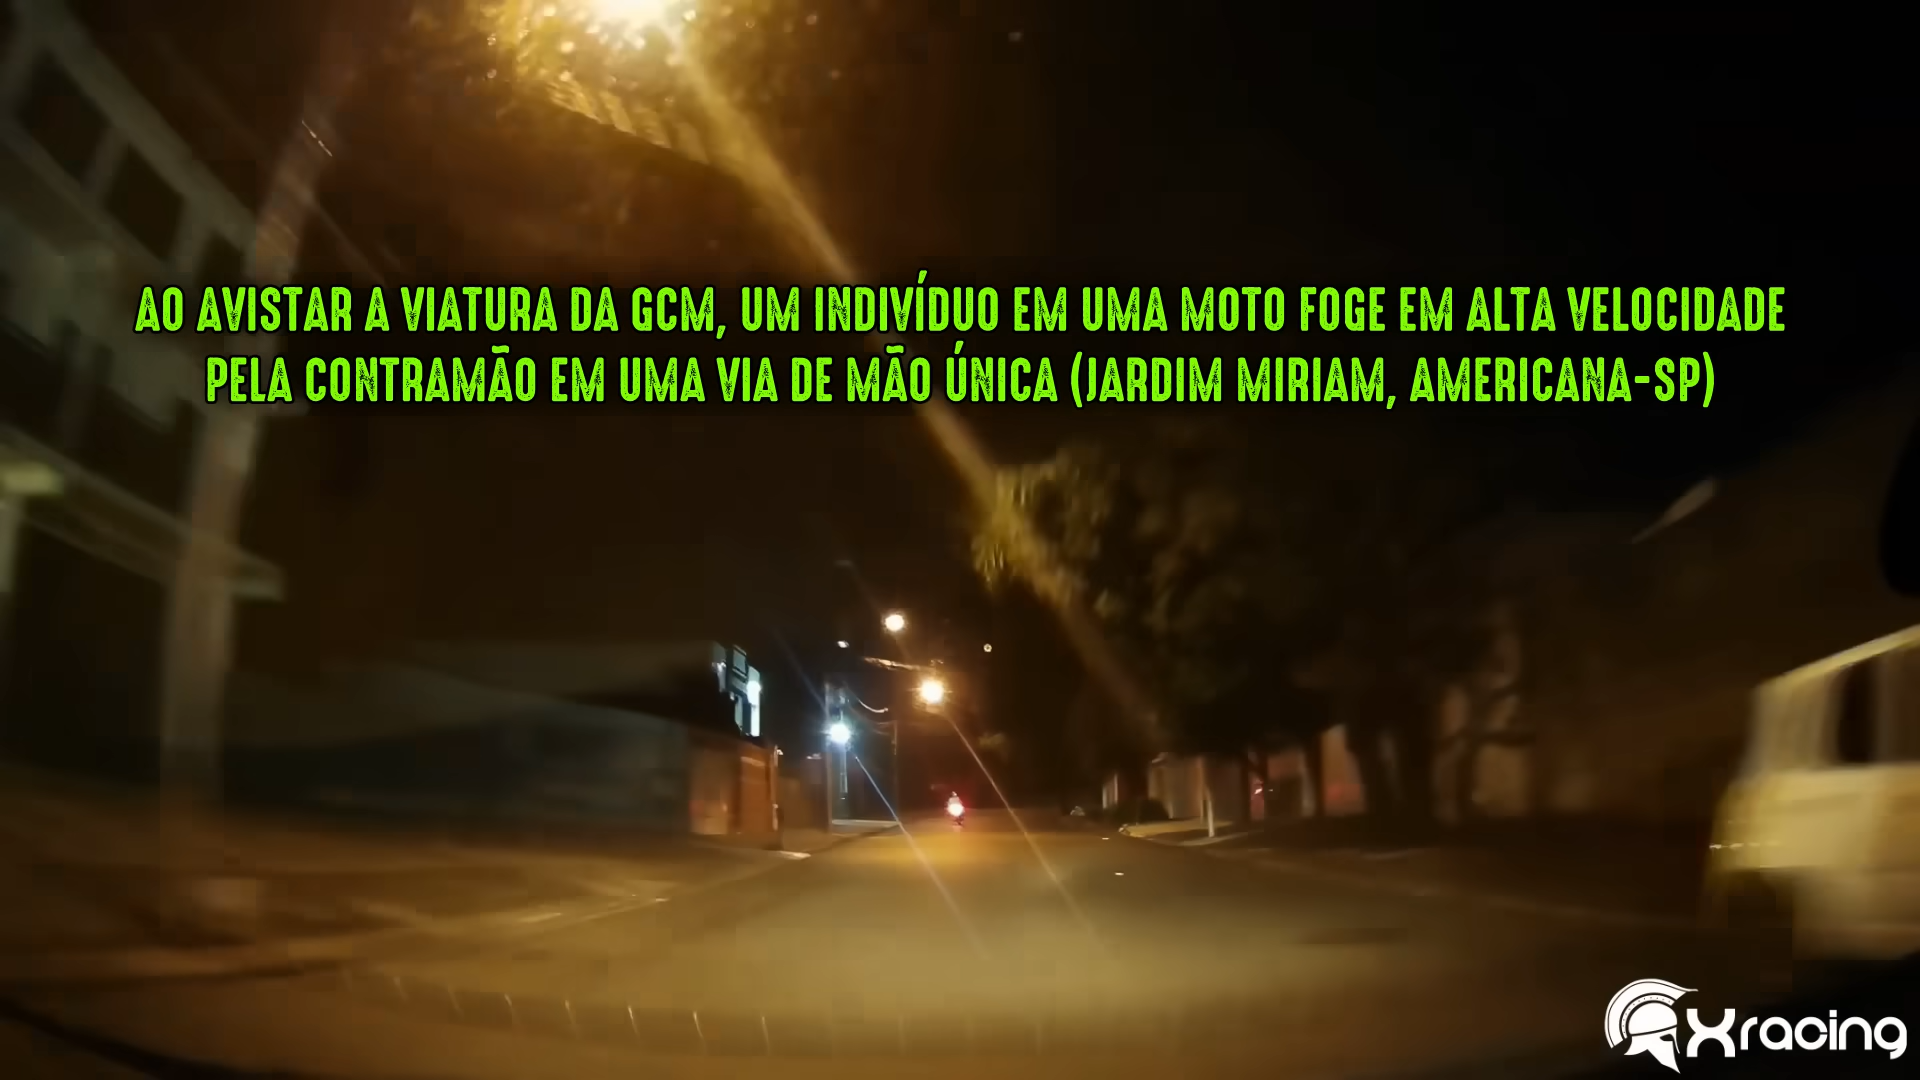 AO AVISTAR A VIATURA DA GCM, UM INDIVÍDUO EM UMA MOTO FOGE EM ALTA VELOCIDADE
PELA CONTRAMÃO EM UMA VIA DE MÃO ÚNICA (JARDIM MIRIAM, AMERICANA-SP)
Xracing